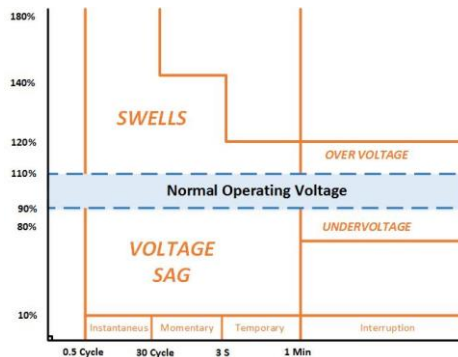 180%
140%
SWELLS
120%
OVER VOLTAGE
110%
Normal Operating Voltage
90%
80%
UNDERVOLTAGE
VOLTAGE
SAG
10%
Instantaneus
Momentary
Temporary
Interruption
0.5 Cycle
30 Cycle
3 S
1 Min